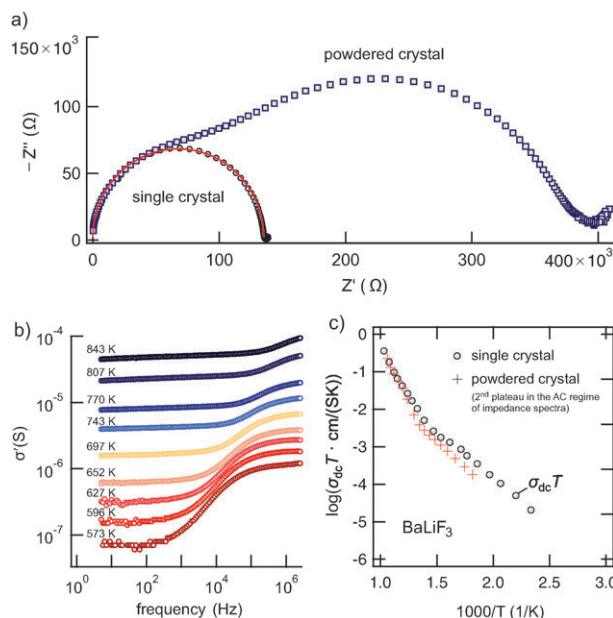 a)
150×10³
100
50
0
– Z'' (Ω)
powdered crystal
single crystal
0
100
200
300
400×10³
Z' (Ω)
b)
10⁻⁴
10⁻⁵
10⁻⁶
10⁻⁷
σ'(S)
843 K
807 K
770 K
743 K
697 K
652 K
627 K
596 K
573 K
10⁰
10²
10⁴
10⁶
frequency (Hz)
c)
-0
-1
-2
-3
-4
-5
-6
log(σdcT · cm/(SK))
single crystal
powdered crystal
(2nd plateau in the AC regime
of impedance spectra)
σdcT
BaLiF₃
1.0
1.5
2.0
2.5
3.0
1000/T (1/K)